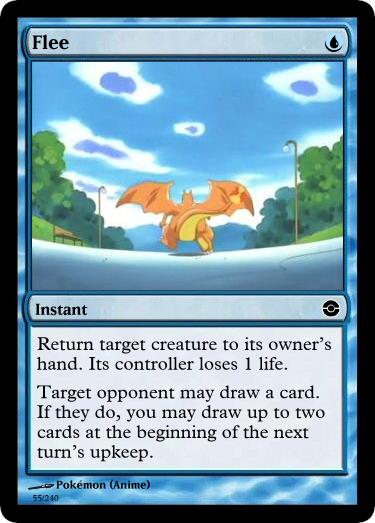 Flee
Instant
Return target creature to its owner's
hand. Its controller loses 1 life.
Target opponent may draw a card.
If they do, you may draw up to two
cards at the beginning of the next
turn's upkeep.
Pokémon (Anime)
55/240